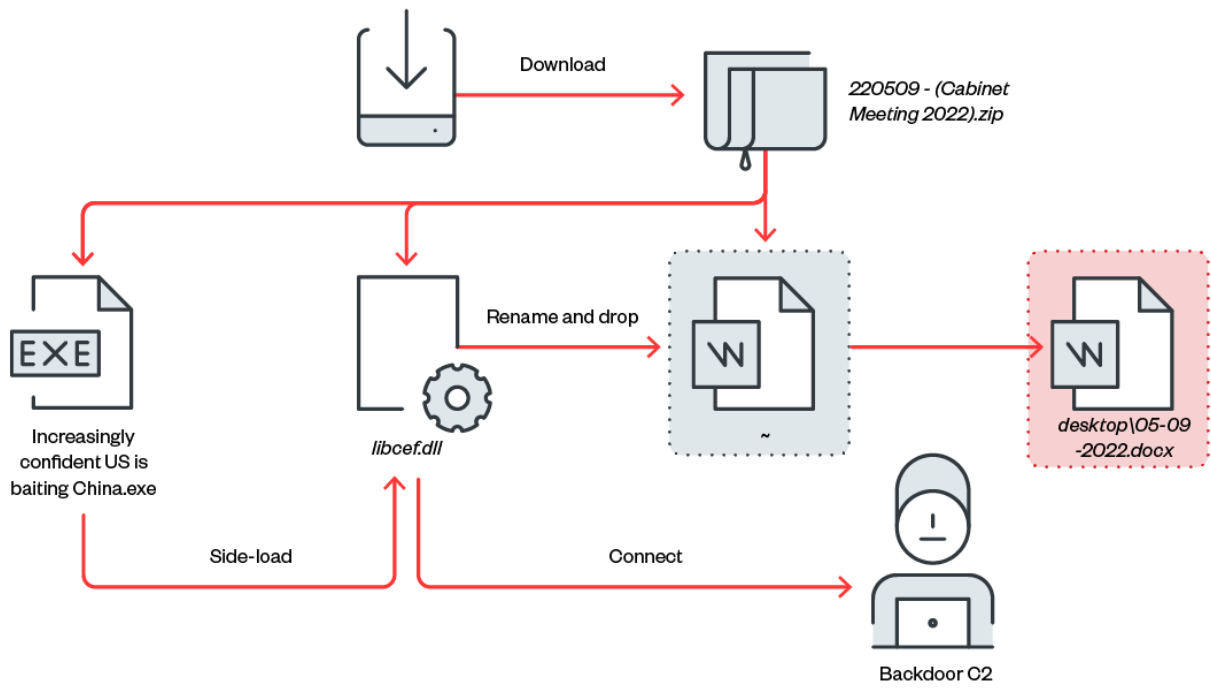 Download
220509 - (Cabinet
Meeting 2022).zip
EXE
Rename and drop
W
W
Increasingly
confident US is
baiting China.exe
libcef.dll
~
desktop\05-09
-2022.docx
Side-load
Connect
Backdoor C2